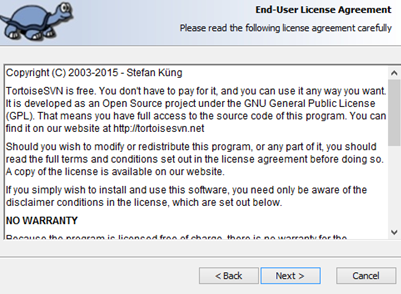 End-User License Agreement
Please read the following license agreement carefully
Copyright (C) 2003-2015 - Stefan Küng
TortoiseSVN is free. You don't have to pay for it, and you can use it any way you want.
It is developed as an Open Source project under the GNU General Public License
(GPL). That means you have full access to the source code of this program. You can
find it on our website at http://tortoisesvn.net
Should you wish to modify or redistribute this program, or any part of it, you should
read the full terms and conditions set out in the license agreement before doing so.
A copy of the license is available on our website.
If you simply wish to install and use this software, you need only be aware of the
disclaimer conditions in the license, which are set out below.
NO WARRANTY
Because the program is licensed free of charge, there is no warranty for the
< Back
Next >
Cancel